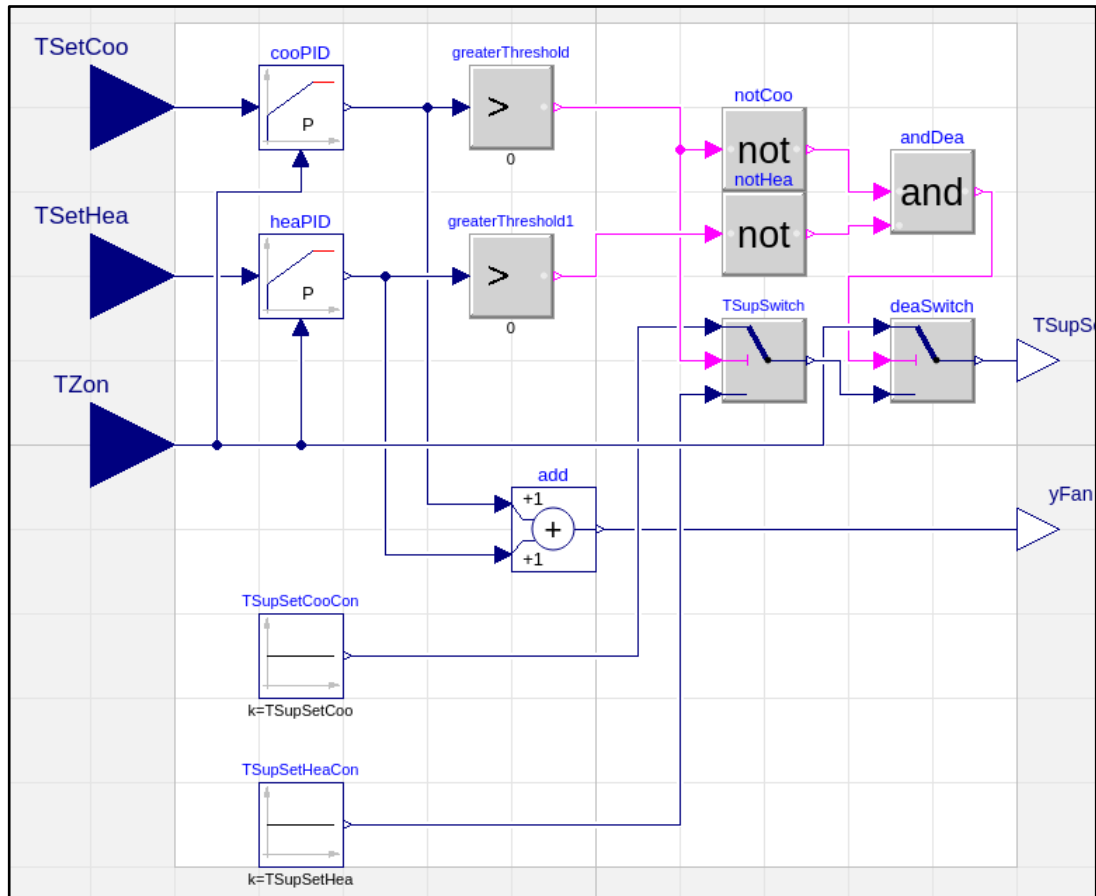 TSetCoo
cooPID
P
greaterThreshold
>
0
notCoo
not
andDea
and
TSetHea
heaPID
P
greaterThreshold1
>
0
notHea
not
TSupSwitch
deaSwitch
TZon
add
+1
+
+1
yFan
TSupSetCooCon
k=TSupSetCoo
TSupSetHeaCon
k=TSupSetHea